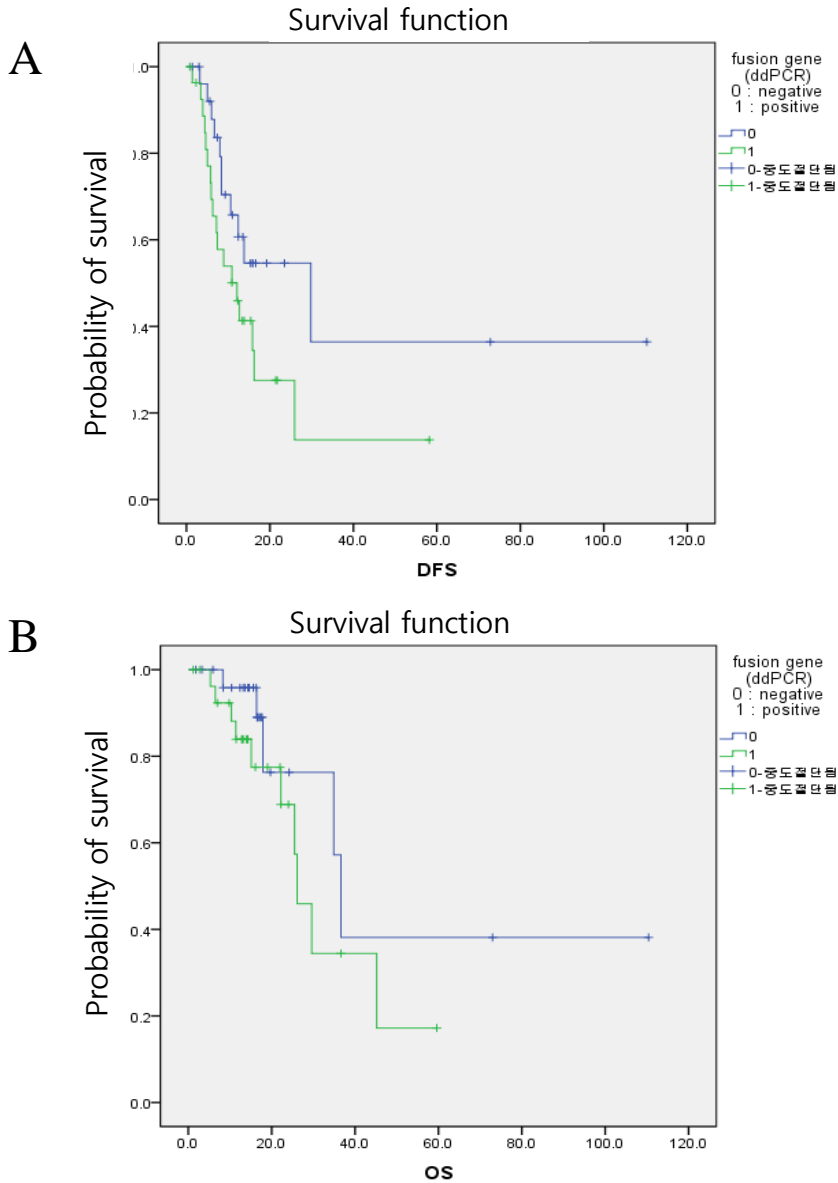 A
Survival function
Probability of survival
.0
0.8
0.6
0.4
0.2
0.0
0.0 20.0 40.0 60.0 80.0 100.0 120.0
DFS
fusion gene
(ddPCR)
0 : negative
1 : positive
0
1
0-중도절단됨
1-중도절단됨
B
Survival function
Probability of survival
1.0
0.8
0.6
0.4
0.2
0.0
0.0 20.0 40.0 60.0 80.0 100.0 120.0
OS
fusion gene
(ddPCR)
0 : negative
1 : positive
0
1
0-중도절단됨
1-중도절단됨